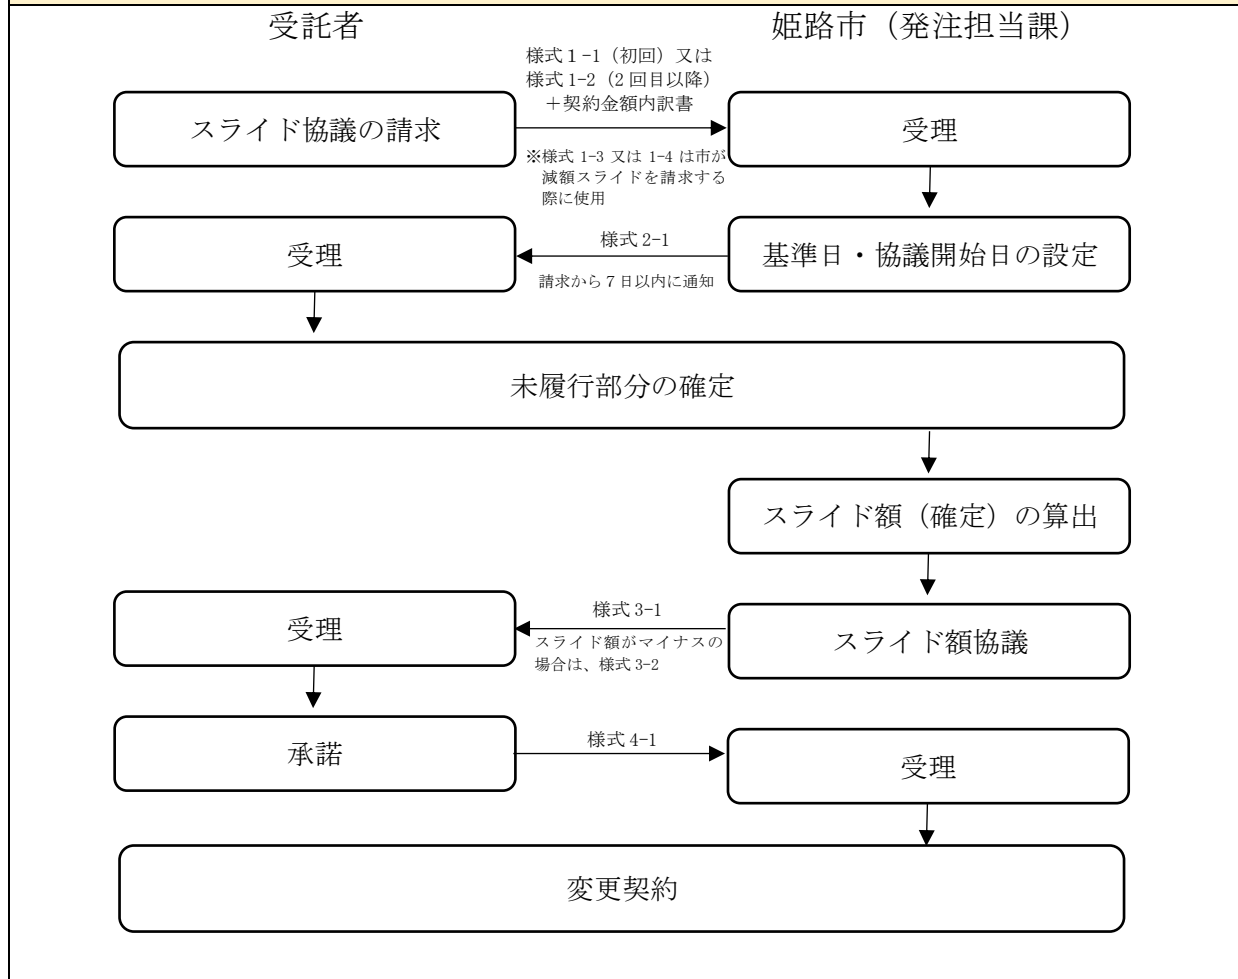 受託者
姫路市（発注担当課）
様式１-1（初回）又は
様式 1-2（2 回目以降）
＋契約金額内訳書
スライド協議の請求
受理
※様式 1-3 又は 1-4 は市が
減額スライドを請求する
際に使用
受理
様式 2-1
基準日・協議開始日の設定
請求から７日以内に通知
未履行部分の確定
スライド額（確定）の算出
受理
様式 3-1
スライド額協議
スライド額がマイナスの
場合は、様式 3-2
承諾
様式 4-1
受理
変更契約